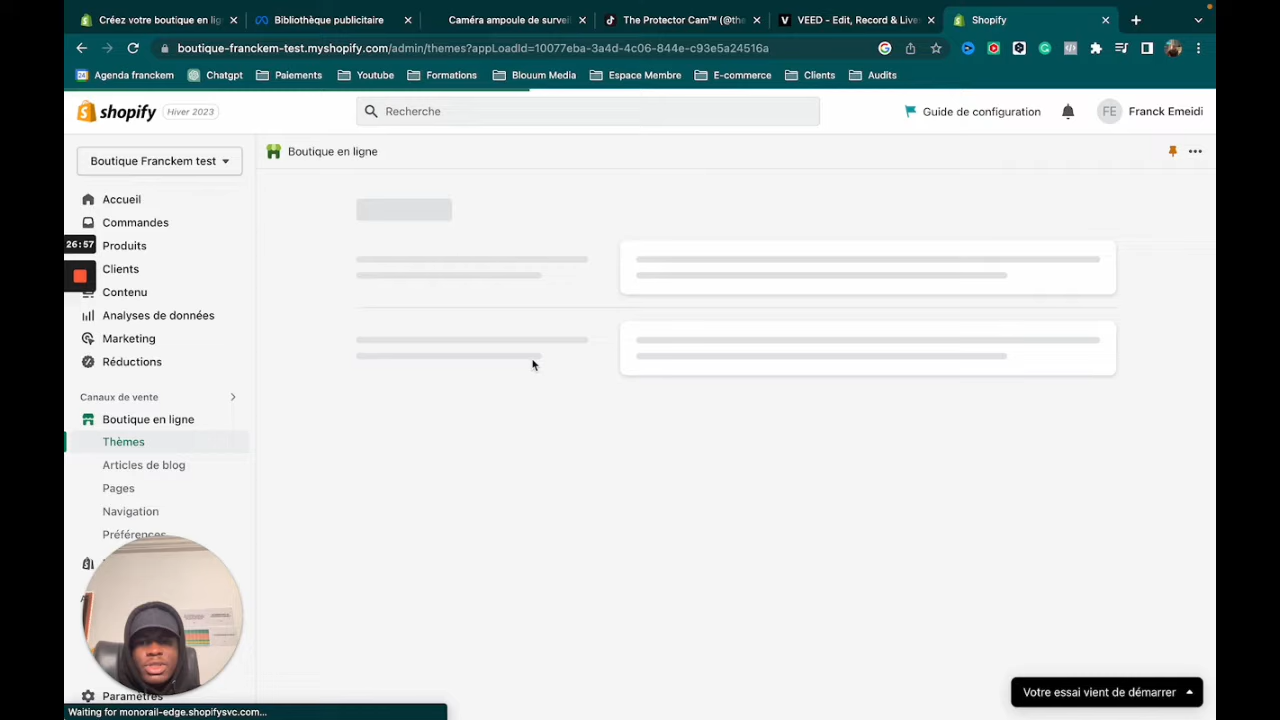 Créez votre boutique en lig
Bibliothèque publicitaire
Caméra ampoule de surveil
The Protector Cam™ (@the
VEED - Edit, Record & Live
Shopify
boutique-franckem-test.myshopify.com/admin/themes?appLoadId=10077eba-3a4d-4c06-844e-c93e5a24516a
Agenda franckem
Chatgpt
Paiements
Youtube
Formations
Blouum Media
Espace Membre
E-commerce
Clients
Audits
shopify
Hiver 2023
Recherche
Guide de configuration
FE
Franck Emeidi
Boutique Franckem test
Boutique en ligne
Accueil
Commandes
26:57
Produits
Clients
Contenu
Analyses de données
Marketing
Réductions
Canaux de vente
Boutique en ligne
Thèmes
Articles de blog
Pages
Navigation
Préférences
Paramètres
Votre essai vient de démarrer
Waiting for monorail-edge.shopifysvc.com...